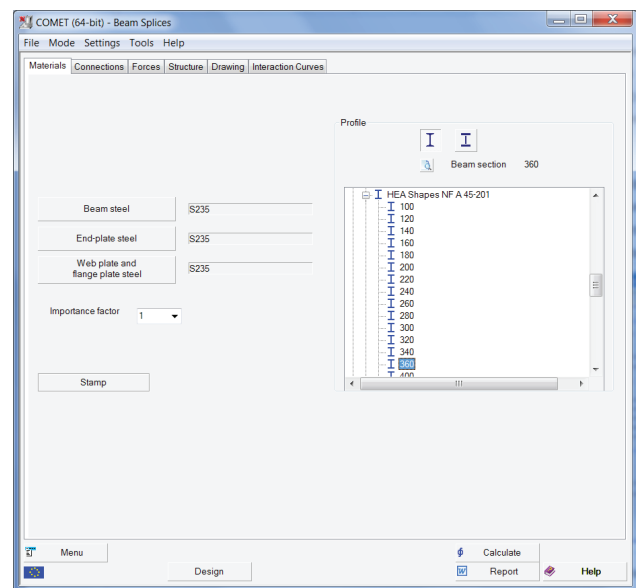 COMET (64-bit) - Beam Splices
File Mode Settings Tools Help
Materials Connections Forces Structure Drawing Interaction Curves
Profile
Beam section 360
HEA Shapes NF A 45-201
100
120
140
160
180
200
220
240
260
280
300
320
340
360
400
Beam steel S235
End-plate steel S235
Web plate and
flange plate steel S235
Importance factor 1
Stamp
Menu Calculate
Design Report Help